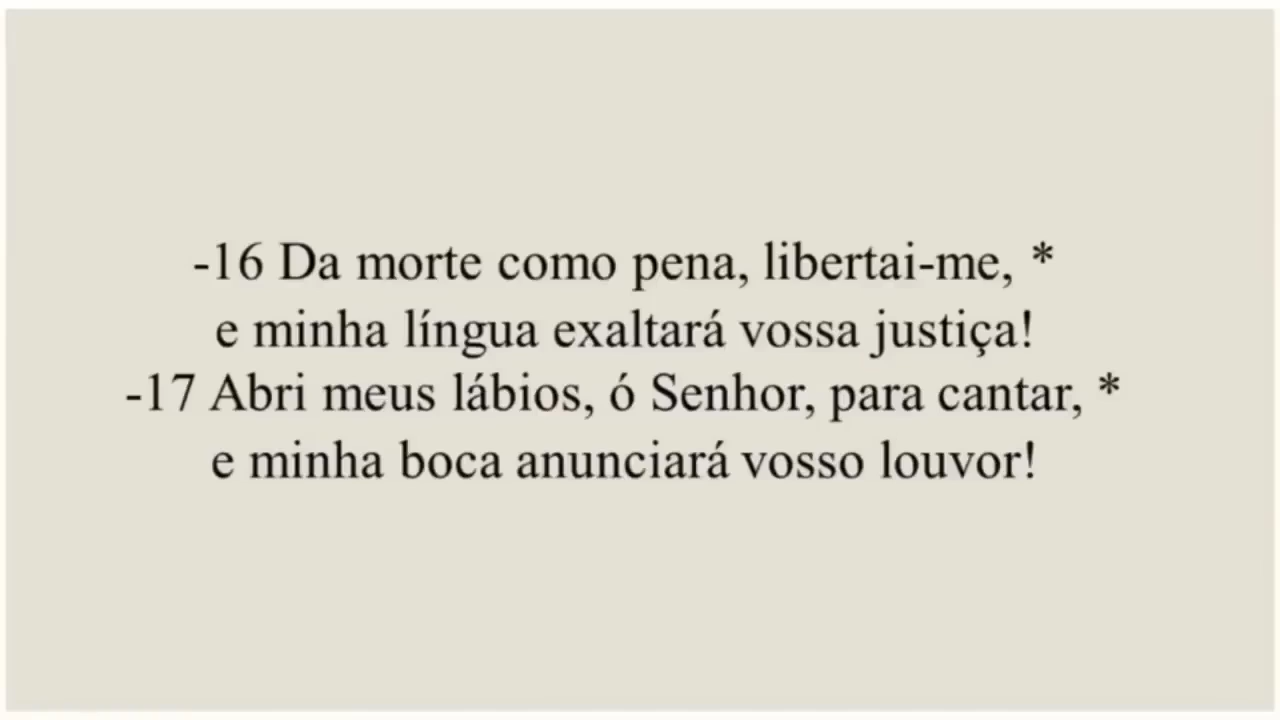 -16 Da morte como pena, libertai-me, *
e minha língua exaltará vossa justiça!
-17 Abri meus lábios, ó Senhor, para cantar, *
e minha boca anunciará vosso louvor!